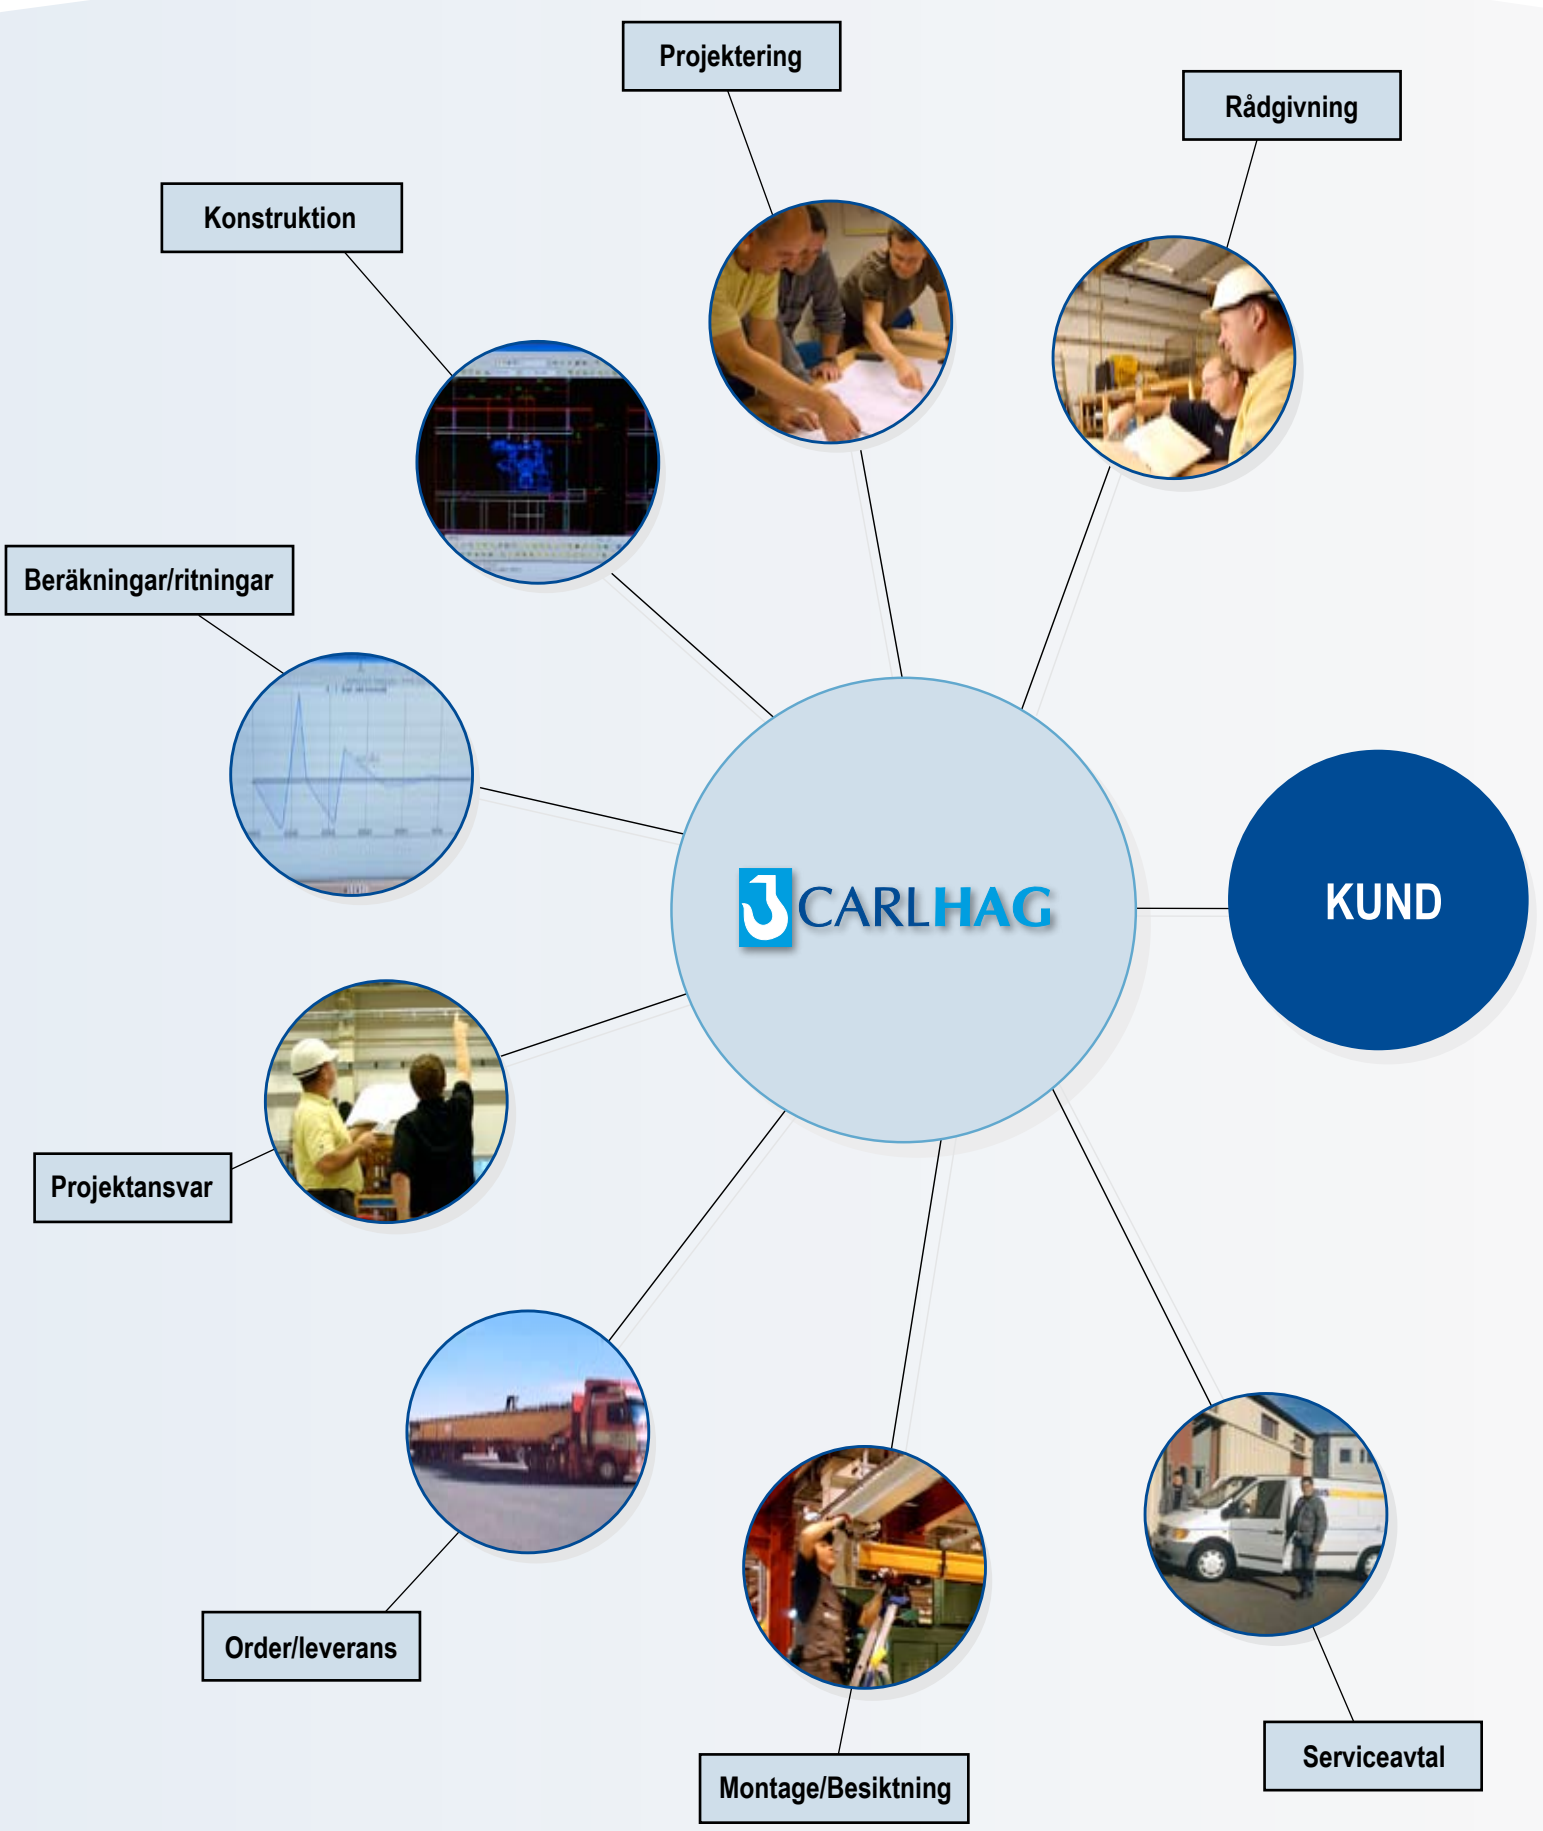 Projektering
Rådgivning
Konstruktion
Beräkningar/ritningar
CARLHAG
KUND
Projektansvar
Order/leverans
Serviceavtal
Montage/Besiktning